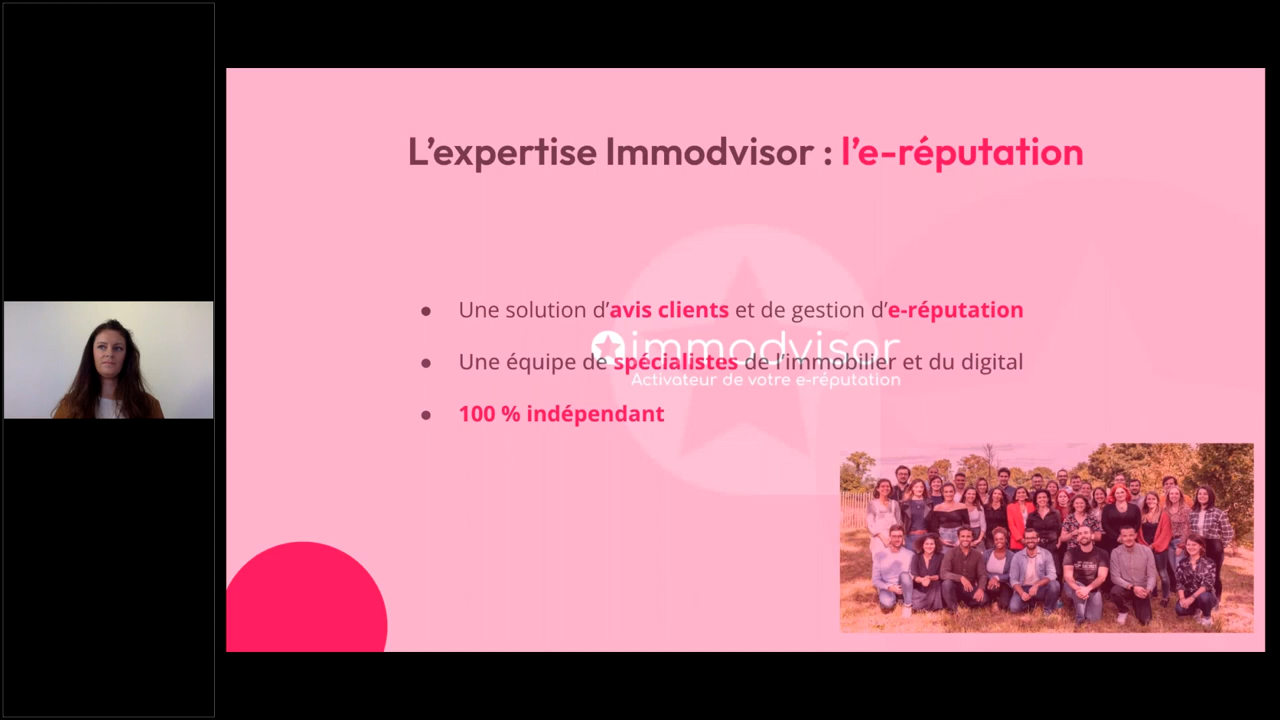 L'expertise Immodvisor : l'e-réputation
● Une solution d'avis clients et de gestion d'e-réputation
immodvisor
● Une équipe de spécialistes de l'immobilier et du digital
Activateur de votre e-réputation
● 100 % indépendant